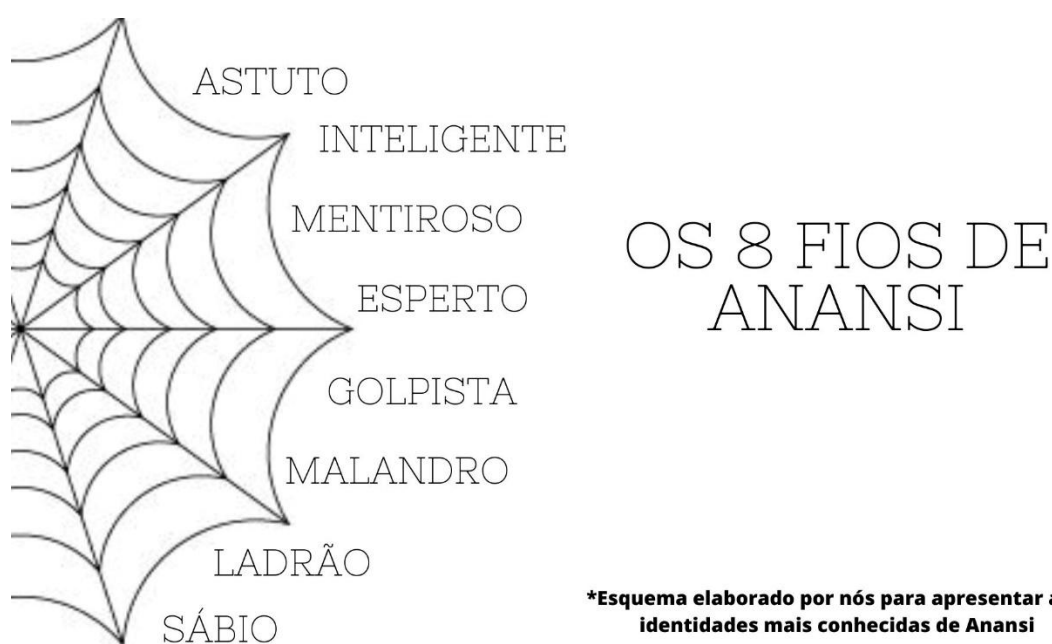 ASTUTO
INTELIGENTE
MENTIROSO
ESPERTO
GOLPISTA
MALANDRO
LADRÃO
SÁBIO
OS 8 FIOS DE
ANANSI
*Esquema elaborado por nós para apresentar
identidades mais conhecidas de Anansi